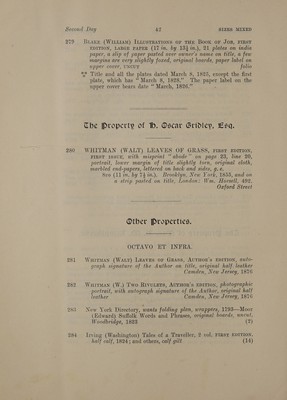 Second Day 47 SIZES MIXED
279 BLAKE (WILLIAM) ILLUSTRATIONS OF THE BOOK OF JOB, FIRST
EDITION, LARGE PAPER (17 in. by 13¼ in.), 21 plates on india
paper, a slip of paper pasted over owner's name on title, a few
margins are very slightly foxed, original boards, paper label on
upper cover, UNCUT folio
Title and all the plates dated March 8, 1825, except the first
plate, which has "March 8, 1828." The paper label on the
upper cover bears date "March, 1826."
The Property of H. Oscar Gridley, Esq.
280 WHITMAN (WALT) LEAVES OF GRASS, FIRST EDITION,
FIRST ISSUE, with misprint "abode" on page 23, line 20,
portrait, lower margin of title slightly torn, original cloth,
marbled end-papers, lettered on back and sides, g. e.
8vo (11 in. by 7½ in.). Brooklyn, New York, 1855, and on
a strip pasted on title, London: Wm. Horsell, 492,
Oxford Street
Other Properties.
OCTAVO ET INFRA.
281 WHITMAN (WALT) LEAVES OF GRASS, AUTHOR'S EDITION, auto-
graph signature of the Author on title, original half leather
Camden, New Jersey, 1876
282 WHITMAN (W.) TWO RIVULETS, AUTHOR'S EDITION, photographic
portrait, with autograph signature of the Author, original half
leather Camden, New Jersey, 1876
283 New York Directory, wants folding plan, wrappers, 1789—Moor
(Edward) Suffolk Words and Phrases, original boards, uncut,
Woodbridge, 1823 (2)
284 Irving (Washington) Tales of a Traveller, 2 vol. FIRST EDITION,
half calf, 1824; and others, calf gilt (14)